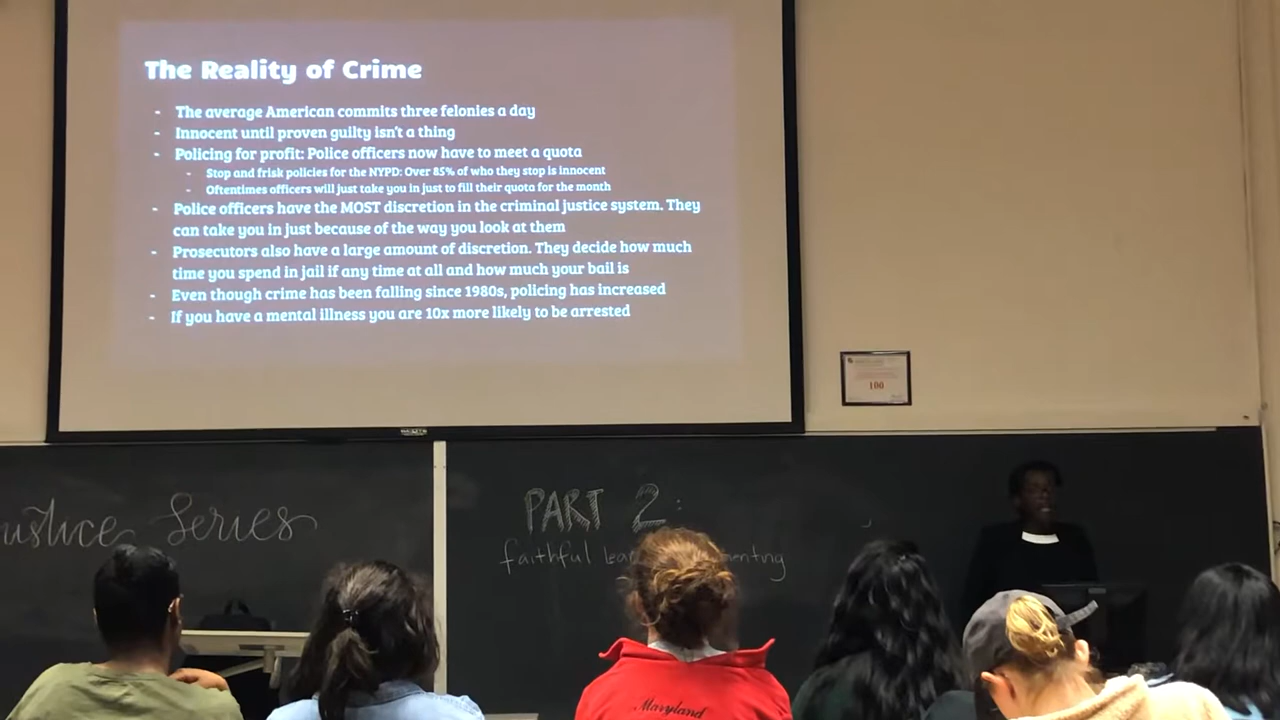 The Reality of Crime
- The average American commits three felonies a day
- Innocent until proven guilty isn't a thing
- Policing for profit: Police officers now have to meet a quota
- Stop and frisk policies for the NYPD: Over 85% of who they stop is innocent
- Oftentimes officers will just take you in just to fill their quota for the month
- Police officers have the MOST discretion in the criminal justice system. They
can take you in just because of the way you look at them
- Prosecutors also have a large amount of discretion. They decide how much
time you spend in jail if any time at all and how much your bail is
- Even though crime has been falling since 1980s, policing has increased
- If you have a mental illness you are 10x more likely to be arrested
100
ustice Series
PART 2:
faithful
Maryland